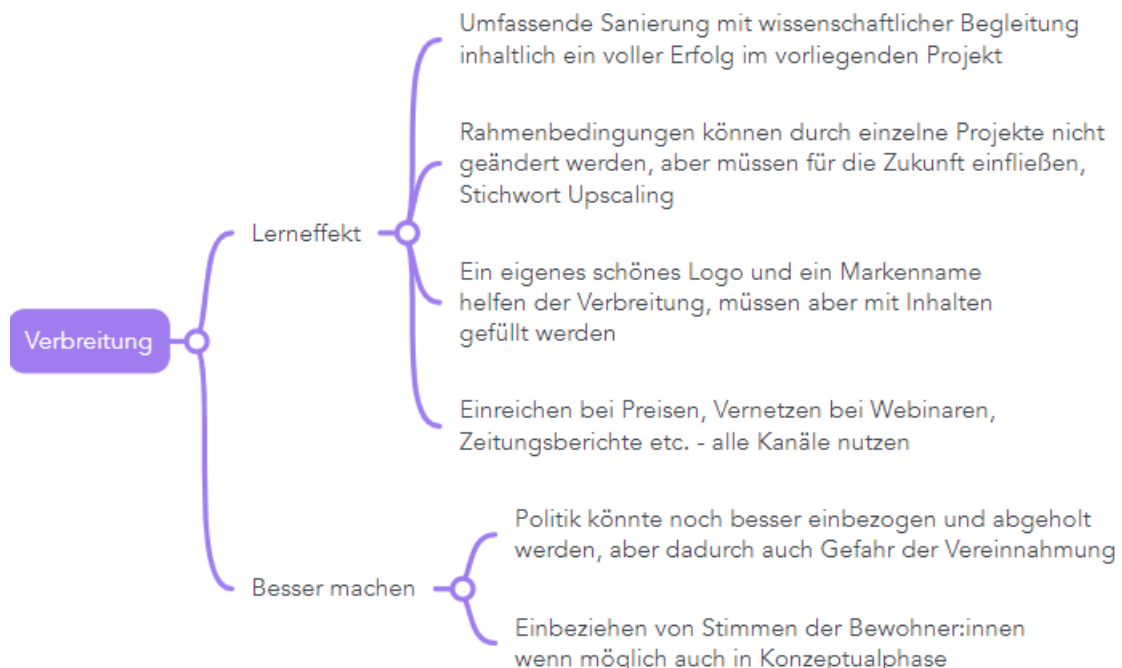 Verbreitung
Lerneffekt
Umfassende Sanierung mit wissenschaftlicher Begleitung
inhaltlich ein voller Erfolg im vorliegenden Projekt
Rahmenbedingungen können durch einzelne Projekte nicht
geändert werden, aber müssen für die Zukunft einfließen,
Stichwort Upscaling
Ein eigenes schönes Logo und ein Markenname
helfen der Verbreitung, müssen aber mit Inhalten
gefüllt werden
Einreichen bei Preisen, Vernetzen bei Webinaren,
Zeitungsberichte etc. - alle Kanäle nutzen
Besser machen
Politik könnte noch besser einbezogen und abgeholt
werden, aber dadurch auch Gefahr der Vereinnahmung
Einbeziehen von Stimmen der Bewohner:innen
wenn möglich auch in Konzeptualphase